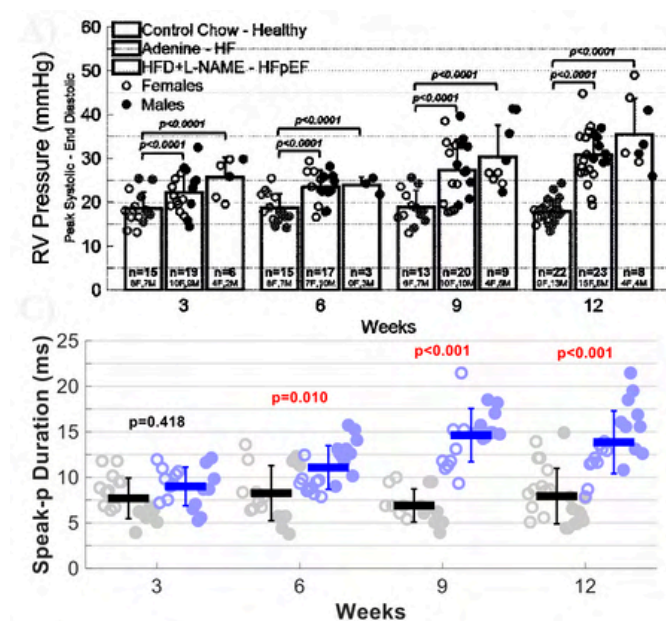 A)
60
50
40
30
20
10
0
RV Pressure (mmHg)
Peak Systolic - End Diastolic
Control Chow - Healthy
Adenine - HF
HFD+L-NAME - HFpEF
Females
Males
p<0.0001
p<0.0001
p<0.0001
p<0.0001
p<0.0001
p<0.0001
p<0.0001
p<0.0001
n=15 n=19 n=6 n=15 n=17 n=3 n=13 n=20 n=9 n=22 n=23 n=8
8F,7M 10F,9M 4F,2M 8F,7M 7F,10M 0F,3M 6F,7M 10F,10M 4F,5M 15F,8M 4F,4M
3 6 9 12
Weeks
C)
25
20
15
10
5
0
Speak-p Duration (ms)
p=0.418
p=0.010
p<0.001
p<0.001
3 6 9 12
Weeks